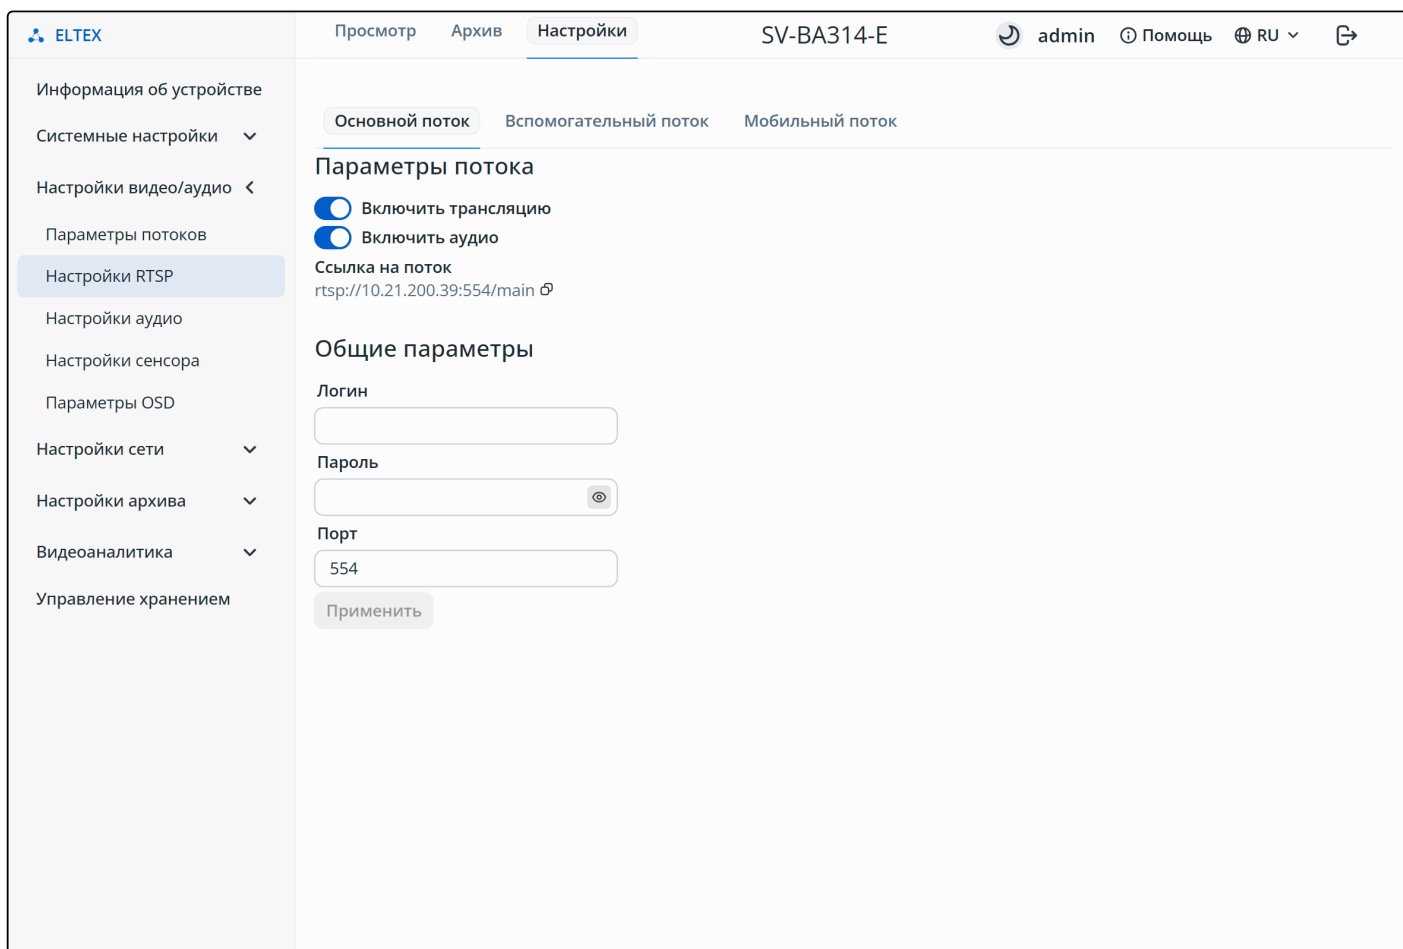 ELTEX
Просмотр Архив Настройки SV-BA314-E admin Помощь RU
Информация об устройстве
Системные настройки
Настройки видео/аудио
Параметры потоков
Настройки RTSP
Настройки аудио
Настройки сенсора
Параметры OSD
Настройки сети
Настройки архива
Видеоаналитика
Управление хранением
Основной поток Вспомогательный поток Мобильный поток
Параметры потока
Включить трансляцию
Включить аудио
Ссылка на поток
rtsp://10.21.200.39:554/main
Общие параметры
Логин
Пароль
Порт
554
Применить